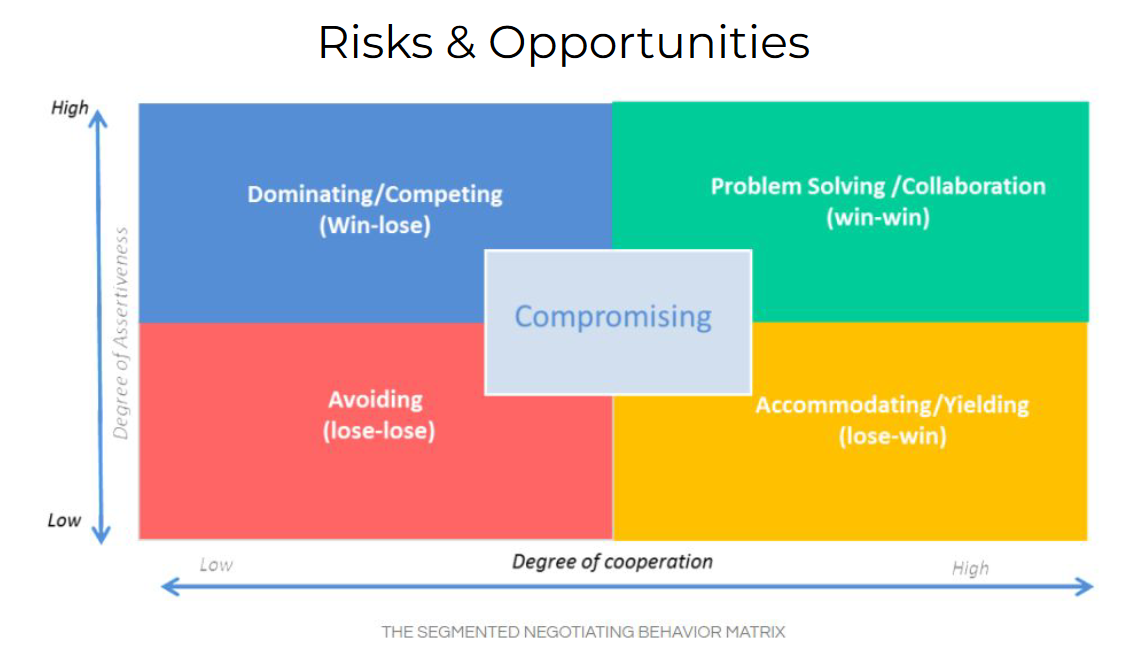 Risks & Opportunities
High
Dominating/Competing
(Win-lose)
Problem Solving /Collaboration
(win-win)
Degree of Assertiveness
Compromising
Avoiding
(lose-lose)
Accommodating/Yielding
(lose-win)
Low
Low
Degree of cooperation
High
THE SEGMENTED NEGOTIATING BEHAVIOR MATRIX